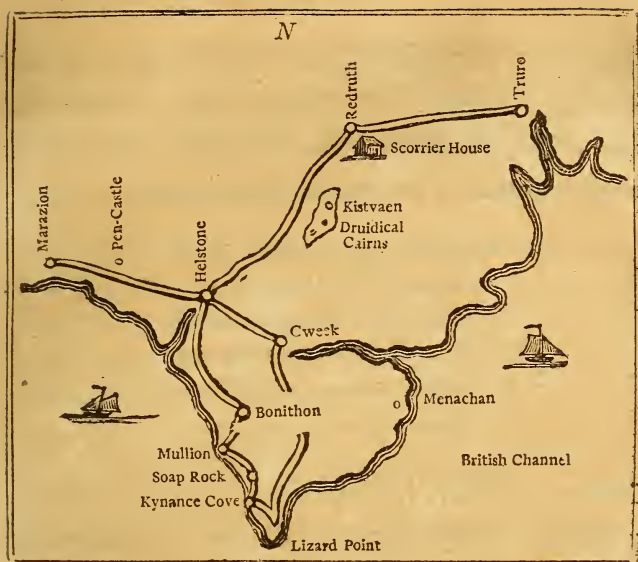 N
Redruth
Truro
Scorrier House
Marazion
Pen-Castle
Helstone
Kistvaen
Druidical
Cairns
Cweek
Bonithon
Menachan
Mullion
Soap Rock
British Channel
Kynance Cove
Lizard Point